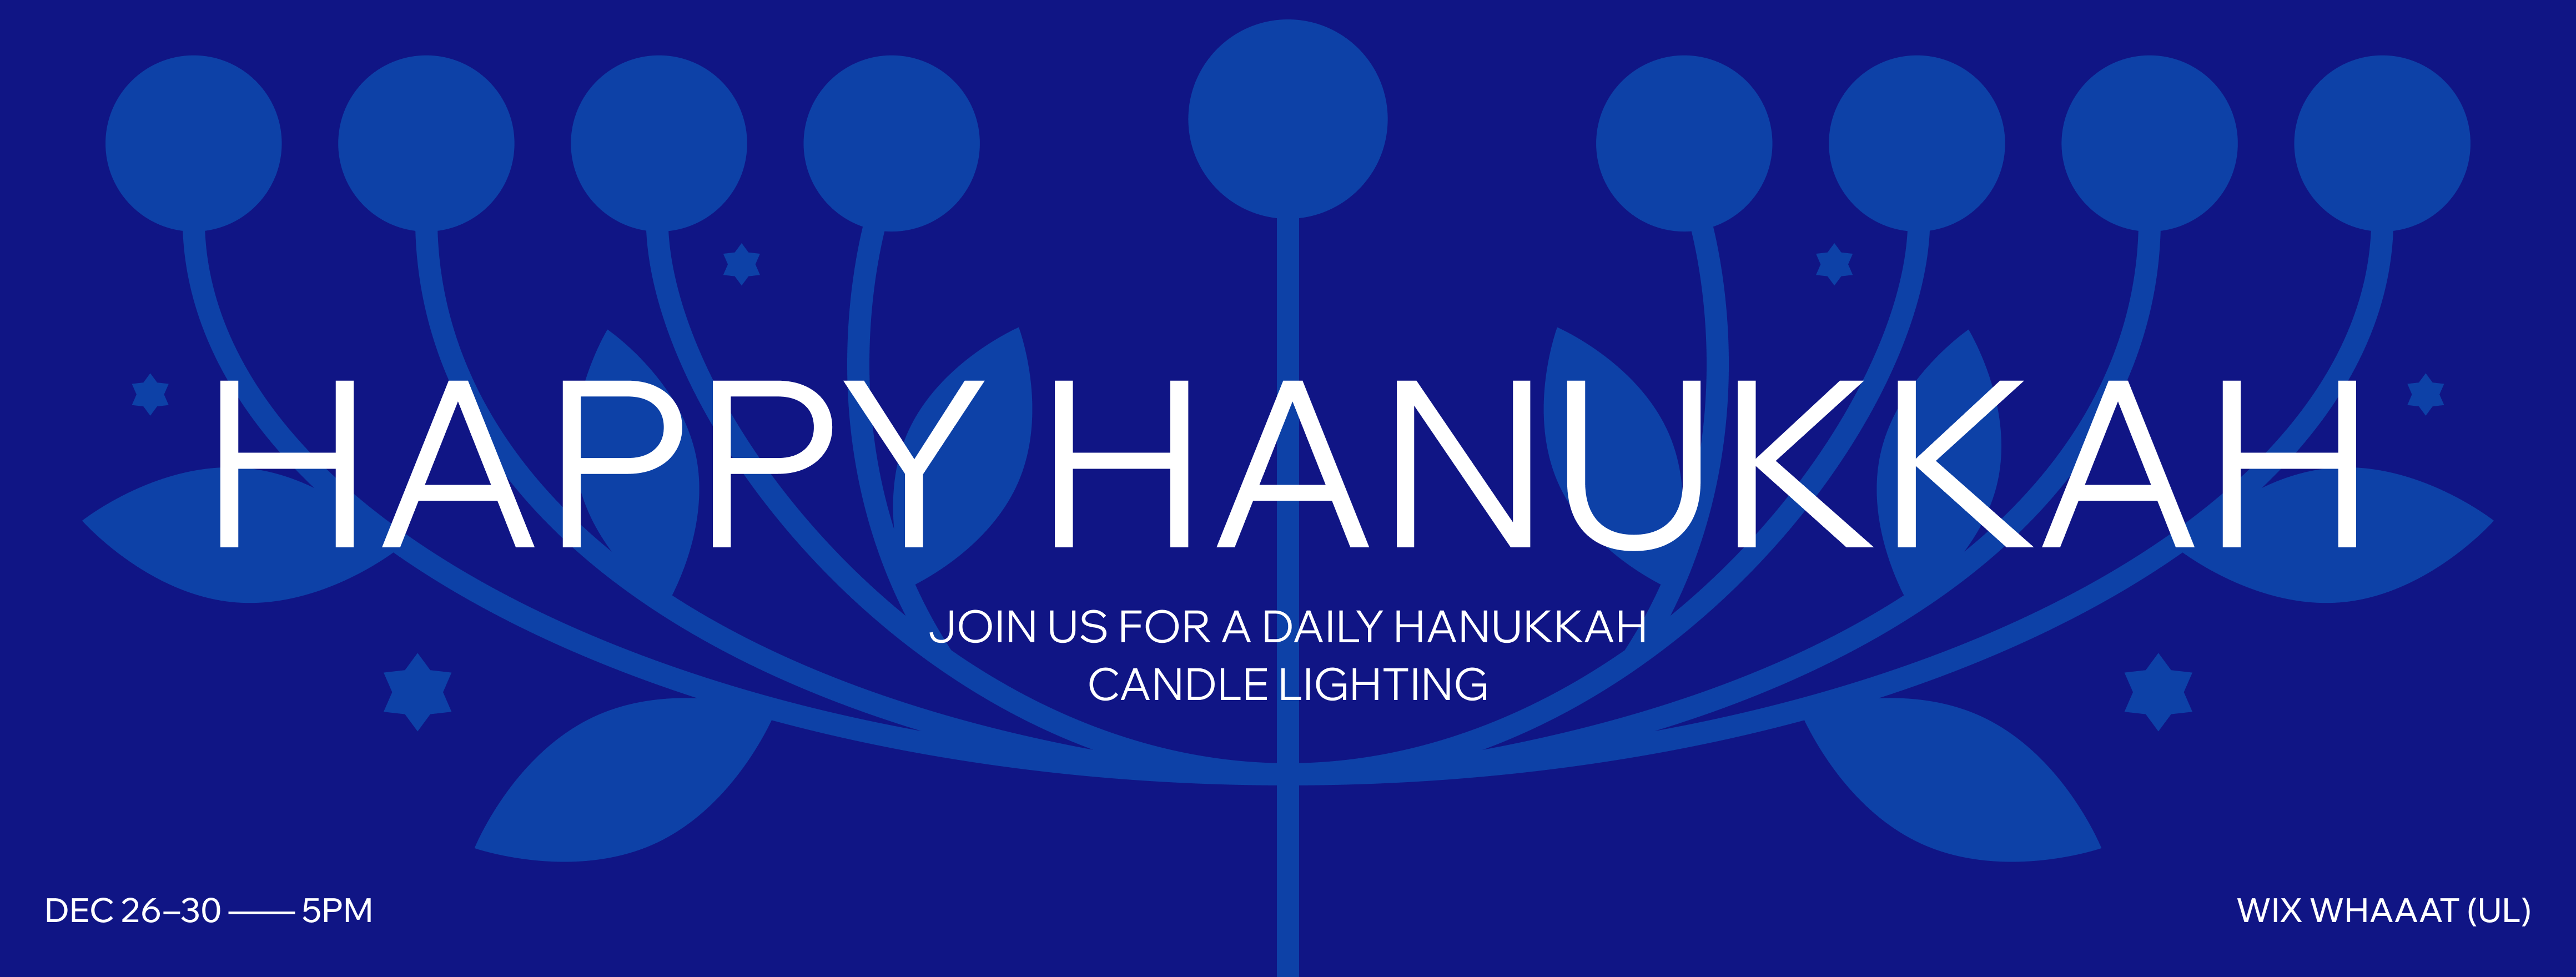 HAPPY HANUKKAH
JOIN US FOR A DAILY HANUKKAH
CANDLE LIGHTING
DEC 26–30 —— 5PM
WIX WHAAAT (UL)